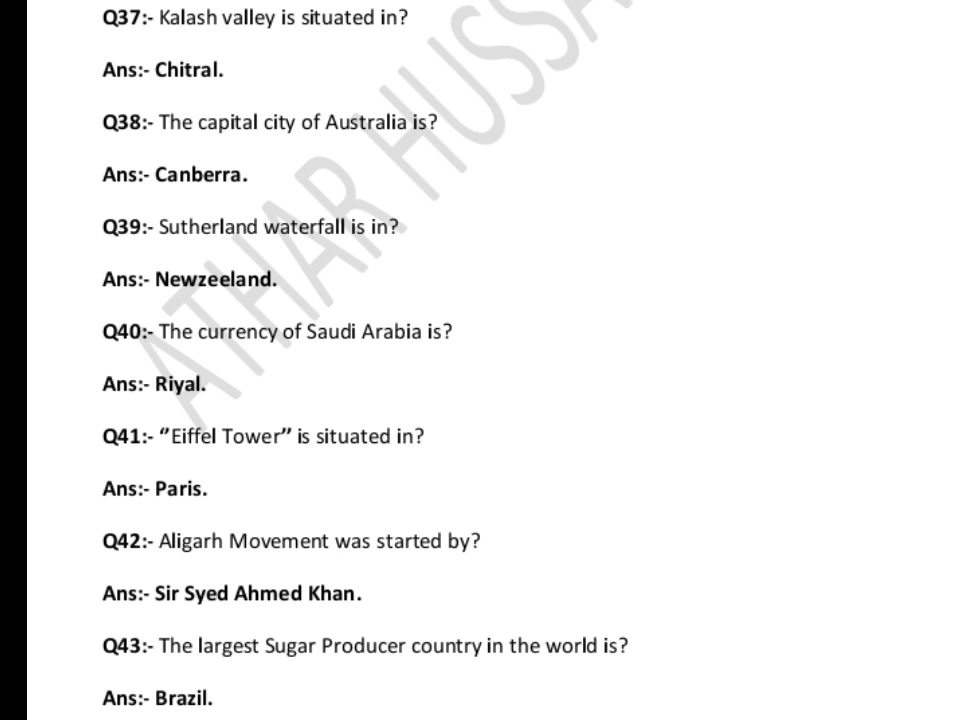 Q37:- Kalash valley is situated in?
Ans:- Chitral.
Q38:- The capital city of Australia is?
Ans:- Canberra.
Q39:- Sutherland waterfall is in?
Ans:- Newzeeland.
Q40:- The currency of Saudi Arabia is?
Ans:- Riyal.
Q41:- “Eiffel Tower” is situated in?
Ans:- Paris.
Q42:- Aligarh Movement was started by?
Ans:- Sir Syed Ahmed Khan.
Q43:- The largest Sugar Producer country in the world is?
Ans:- Brazil.
ATHAR HUSSA